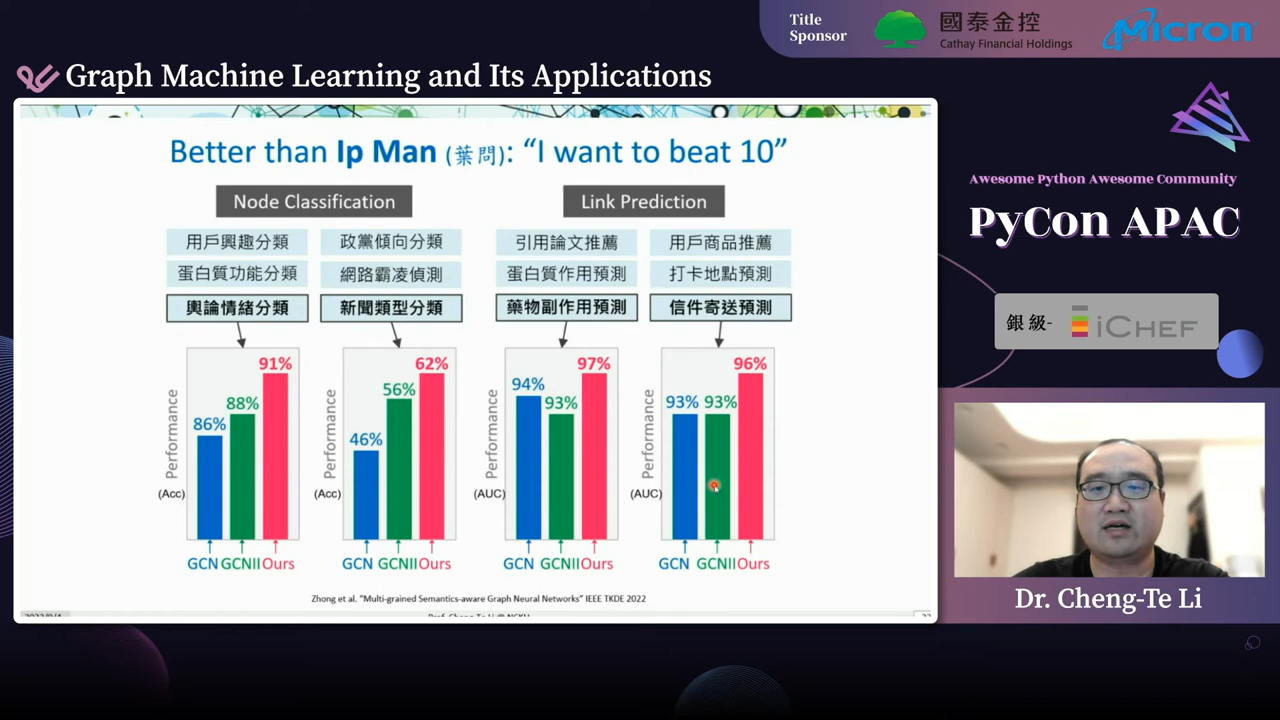 Title
Sponsor
國泰金控
Cathay Financial Holdings
Micron
Graph Machine Learning and Its Applications
Better than Ip Man (葉問): “I want to beat 10”
Node Classification
Link Prediction
用戶興趣分類
政黨傾向分類
引用論文推薦
用戶商品推薦
蛋白質功能分類
網路霸凌偵測
蛋白質作用預測
打卡地點預測
輿論情緒分類
新聞類型分類
藥物副作用預測
信件寄送預測
Performance
(Acc)
86%
88%
91%
GCN GCNII Ours
Performance
(Acc)
46%
56%
62%
GCN GCNII Ours
Performance
(AUC)
94%
93%
97%
GCN GCNII Ours
Performance
(AUC)
93%
93%
96%
GCN GCNII Ours
Zhong et al. “Multi-grained Semantics-aware Graph Neural Networks” IEEE TKDE 2022
Awesome Python Awesome Community
PyCon APAC
銀級-
iCHEF
Dr. Cheng-Te Li